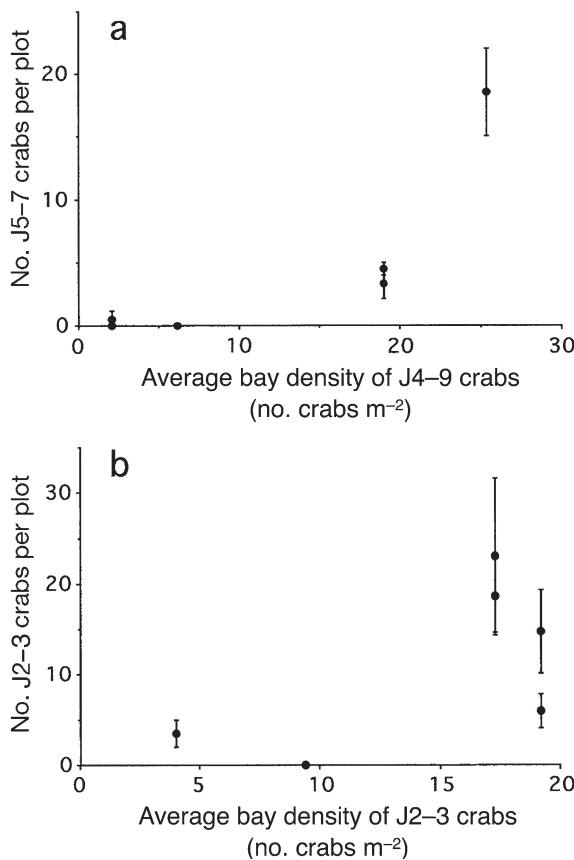 a
No. J5–7 crabs per plot
20
10
0
0 10 20 30
Average bay density of J4–9 crabs
(no. crabs m⁻²)
b
No. J2–3 crabs per plot
30
20
10
0
0 5 10 15 20
Average bay density of J2–3 crabs
(no. crabs m⁻²)